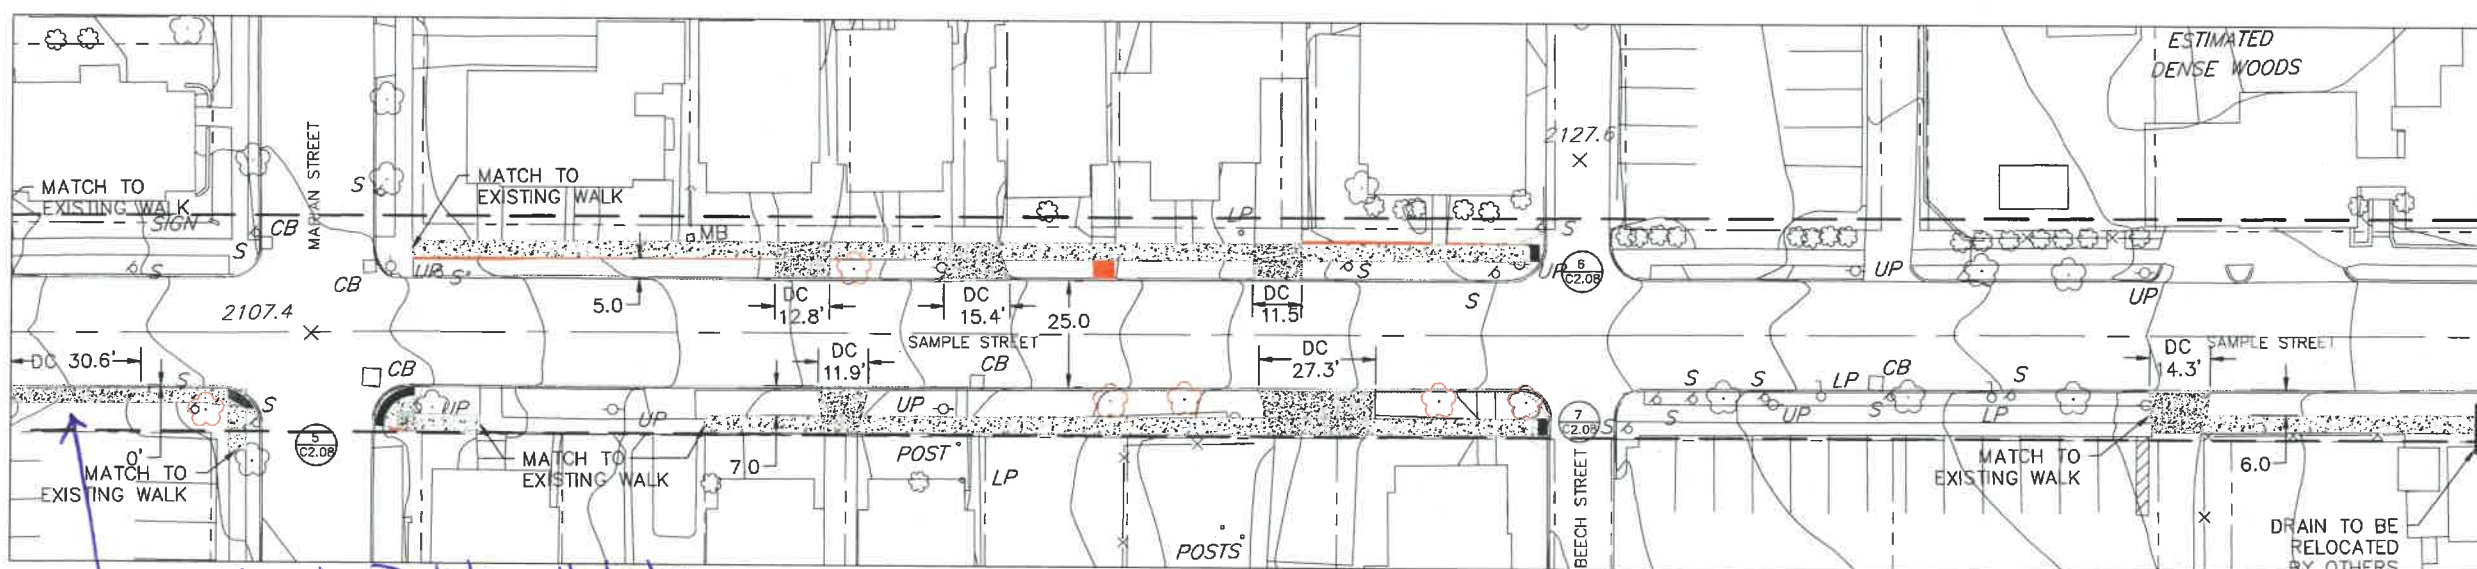 ESTIMATED
DENSE WOODS
MARIAN STREET
2127.6
MATCH TO
EXISTING WALK
MATCH TO
EXISTING WALK
S
SIGN
CB
S
S
LP
MB
S
CB
UP
S
S
UP
6
C2.08
S
UP
UP
2107.4
5.0
DC
12.8'
DC
15.4'
25.0
DC
11.5'
SAMPLE STREET
SAMPLE STREET
DC 30.6'
CB
DC
11.9'
CB
DC
27.3'
DC
14.3'
S
S
UP
UP
UP
S
S
S
UP
LP
CB
S
S
LP
0'
5
C2.08
7
C2.08
S
MATCH TO
EXISTING WALK
MATCH TO
EXISTING WALK
7.0
POST
LP
POSTS
BEECH STREET
MATCH TO
EXISTING WALK
6.0
DRAIN TO BE
RELOCATED
BY OTHERS